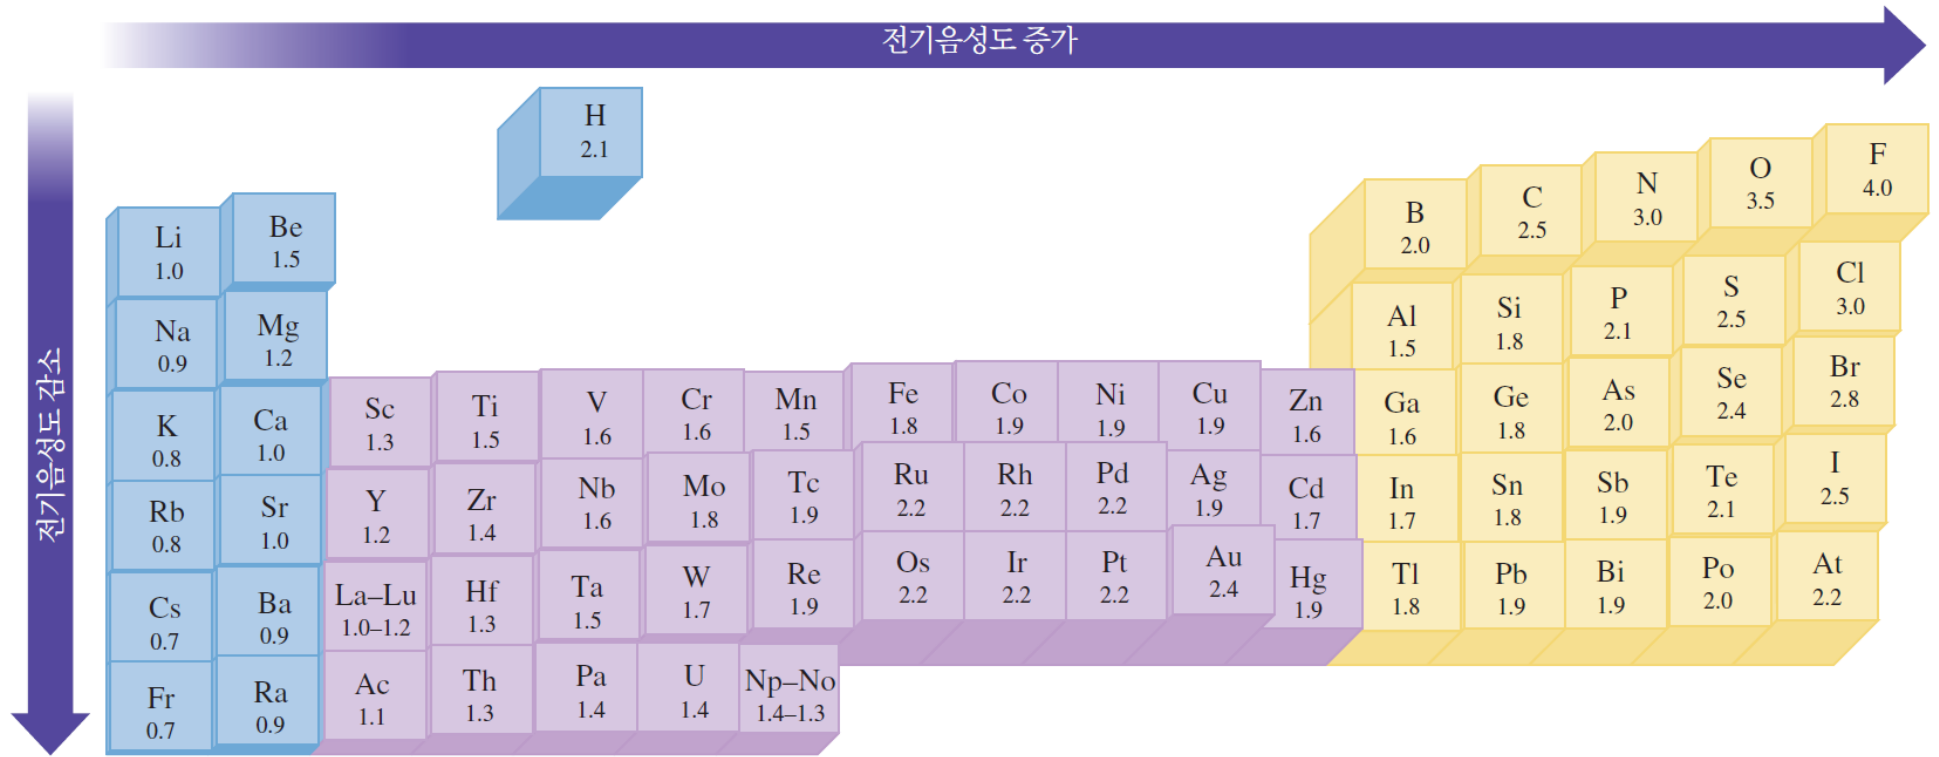 전기음성도 증가
전기음성도 감소
H
2.1
Li
1.0
Be
1.5
B
2.0
C
2.5
N
3.0
O
3.5
F
4.0
Na
0.9
Mg
1.2
Al
1.5
Si
1.8
P
2.1
S
2.5
Cl
3.0
K
0.8
Ca
1.0
Sc
1.3
Ti
1.5
V
1.6
Cr
1.6
Mn
1.5
Fe
1.8
Co
1.9
Ni
1.9
Cu
1.9
Zn
1.6
Ga
1.6
Ge
1.8
As
2.0
Se
2.4
Br
2.8
Rb
0.8
Sr
1.0
Y
1.2
Zr
1.4
Nb
1.6
Mo
1.8
Tc
1.9
Ru
2.2
Rh
2.2
Pd
2.2
Ag
1.9
Cd
1.7
In
1.7
Sn
1.8
Sb
1.9
Te
2.1
I
2.5
Cs
0.7
Ba
0.9
La–Lu
1.0–1.2
Hf
1.3
Ta
1.5
W
1.7
Re
1.9
Os
2.2
Ir
2.2
Pt
2.2
Au
2.4
Hg
1.9
Tl
1.8
Pb
1.9
Bi
1.9
Po
2.0
At
2.2
Fr
0.7
Ra
0.9
Ac
1.1
Th
1.3
Pa
1.4
U
1.4
Np–No
1.4–1.3